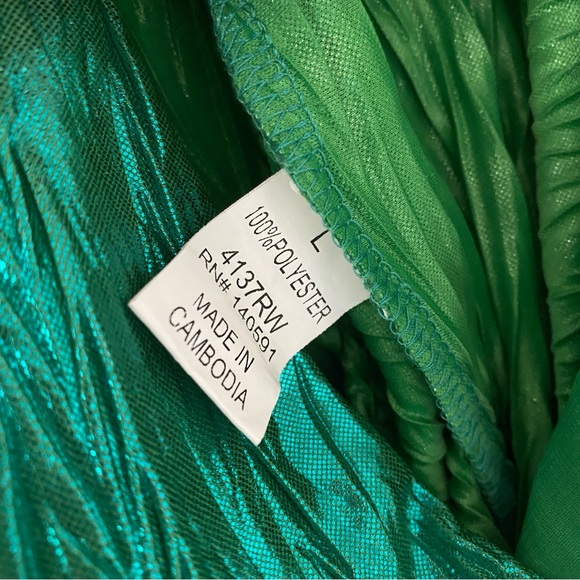 L
100%POLYESTER
4137RW
RN# 140591
MADE IN
CAMBODIA